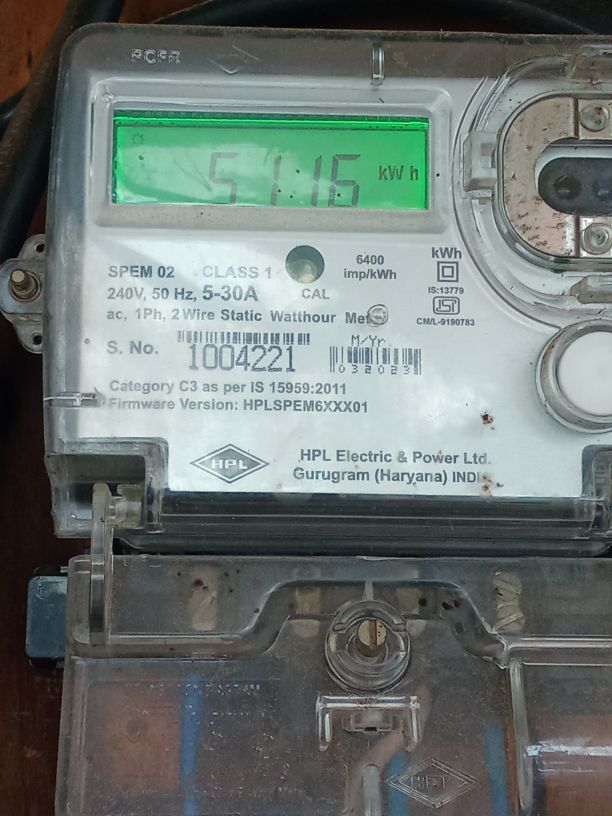 5116 kWh
SPEM 02 CLASS 1
6400
imp/kWh
kWh
240V, 50 Hz, 5-30A
CAL
IS:13779
CM/L-9190783
ac, 1Ph, 2 Wire Static Watthour Meter
S. No. 1004221
M/Yr
032023
Category C3 as per IS 15959:2011
Firmware Version: HPLSPEM6XXX01
HPL
HPL Electric & Power Ltd.
Gurugram (Haryana) INDIA